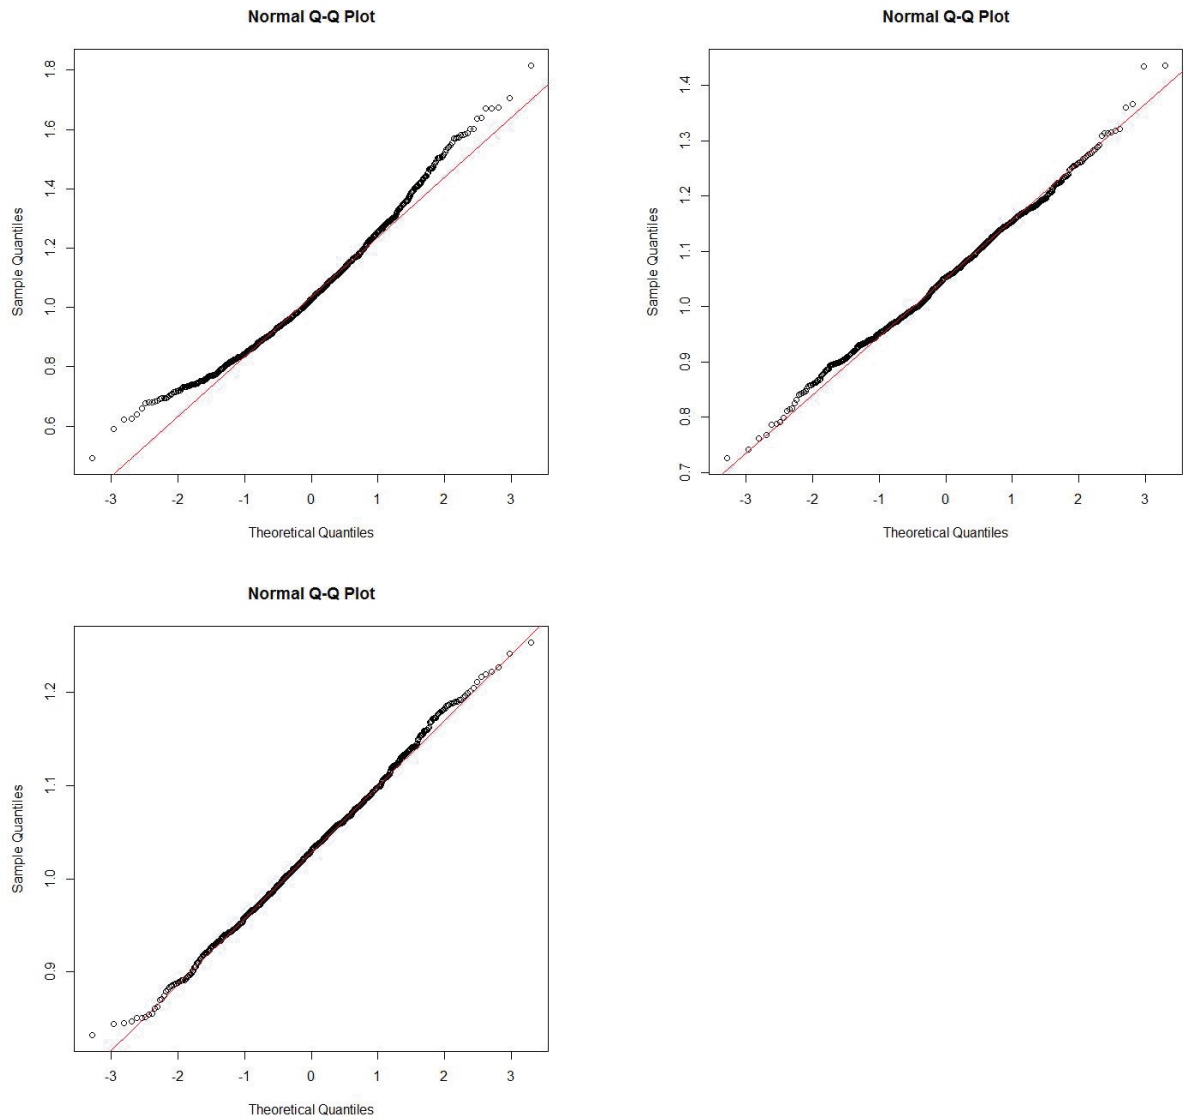 Normal Q-Q Plot
Sample Quantiles
1.8
1.6
1.4
1.2
1.0
0.8
0.6
-3 -2 -1 0 1 2 3
Theoretical Quantiles
Normal Q-Q Plot
Sample Quantiles
1.4
1.3
1.2
1.1
1.0
0.9
0.8
0.7
-3 -2 -1 0 1 2 3
Theoretical Quantiles
Normal Q-Q Plot
Sample Quantiles
1.2
1.1
1.0
0.9
-3 -2 -1 0 1 2 3
Theoretical Quantiles